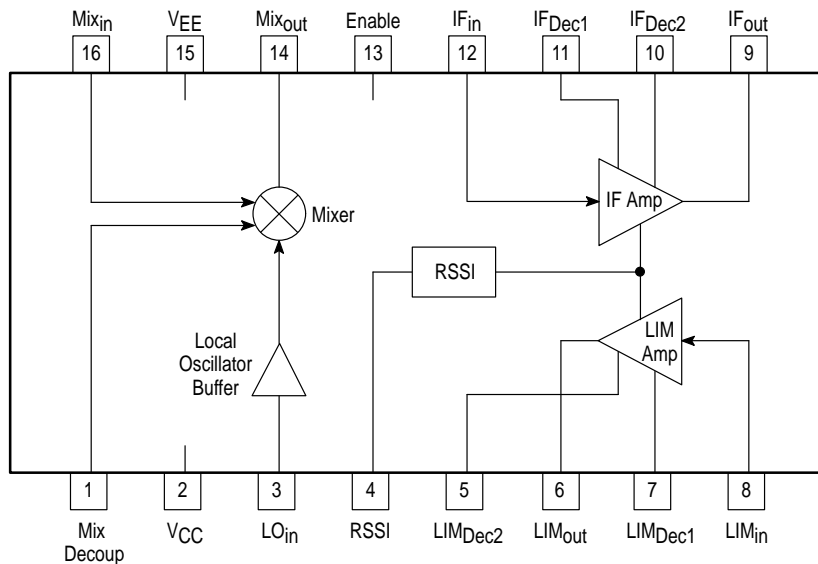 Mixin VEE Mixout Enable IFin IFDec1 IFDec2 IFout
16 15 14 13 12 11 10 9
IF Amp
Mixer
RSSI
LIM
Amp
Local
Oscillator
Buffer
1 2 3 4 5 6 7 8
Mix
Decoup
VCC LOin RSSI LIMDec2 LIMout LIMDec1 LIMin